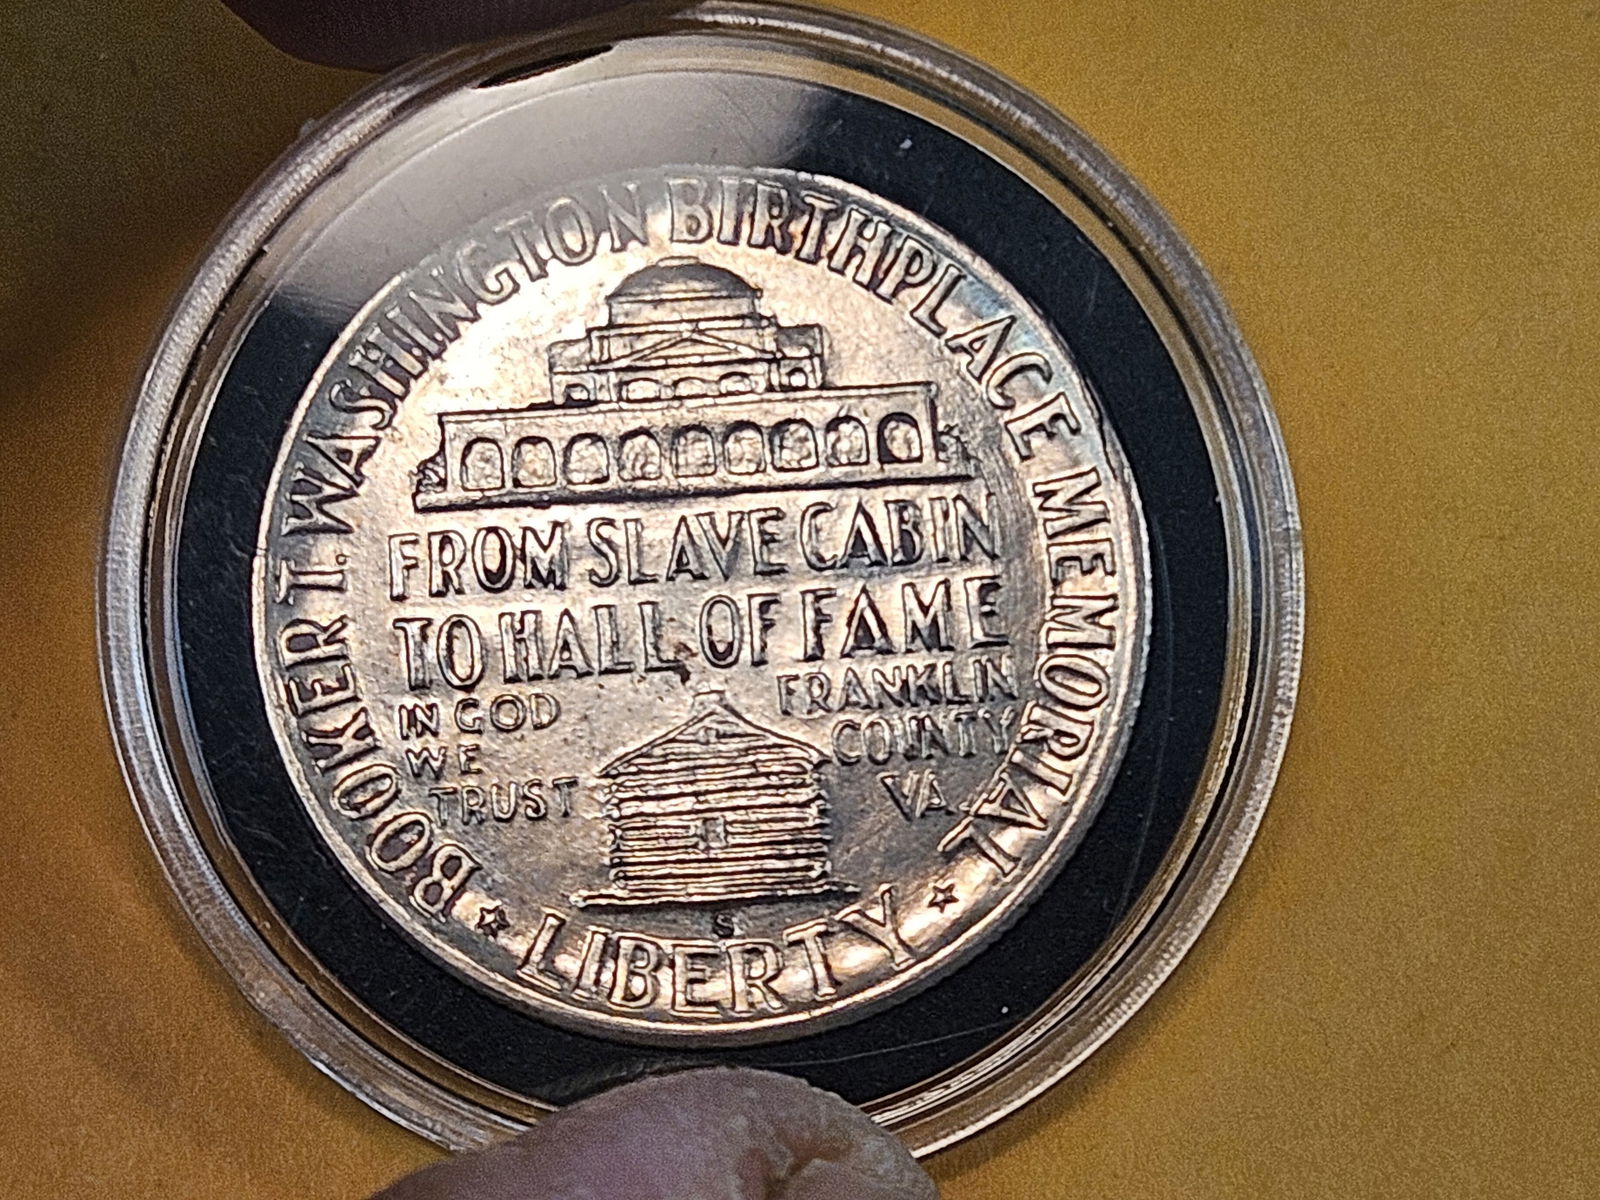 BOOKER T. WASHINGTON BIRTHPLACE MEMORIAL
FROM SLAVE CABIN
TO HALL OF FAME
IN GOD
WE
TRUST
FRANKLIN
COUNTY
VA.
S
LIBERTY